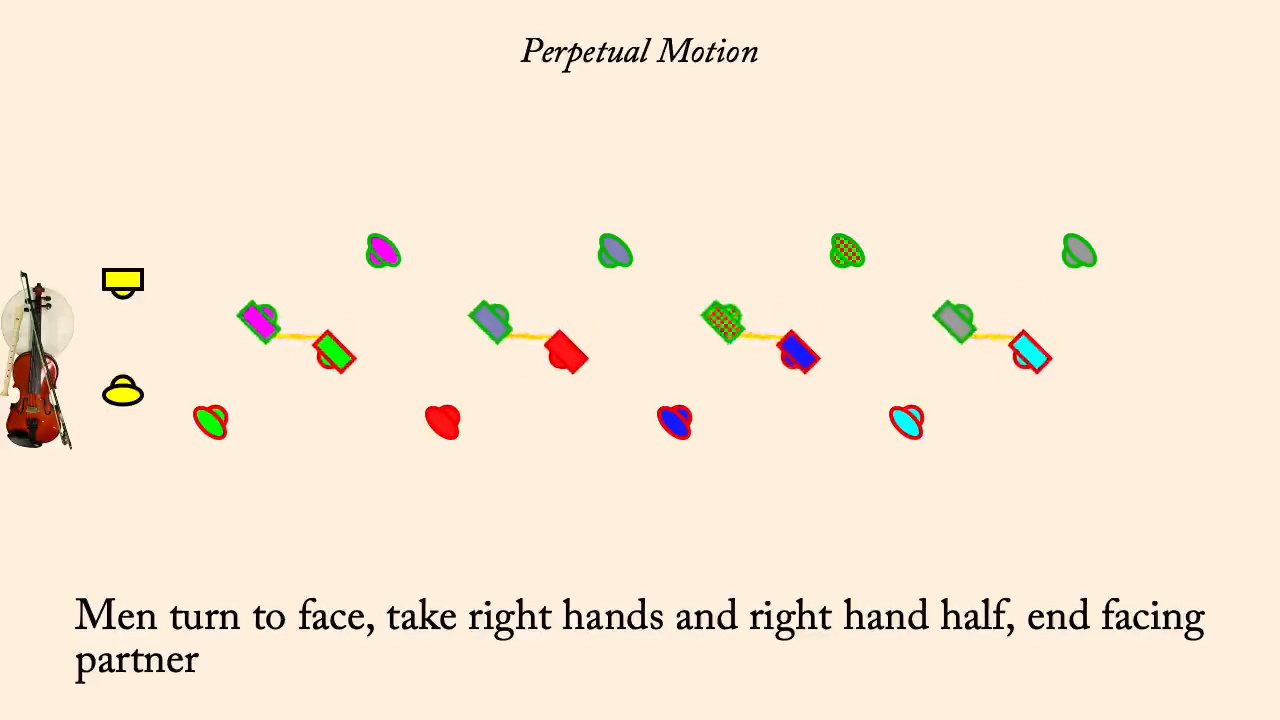 Perpetual Motion
Men turn to face, take right hands and right hand half, end facing
partner